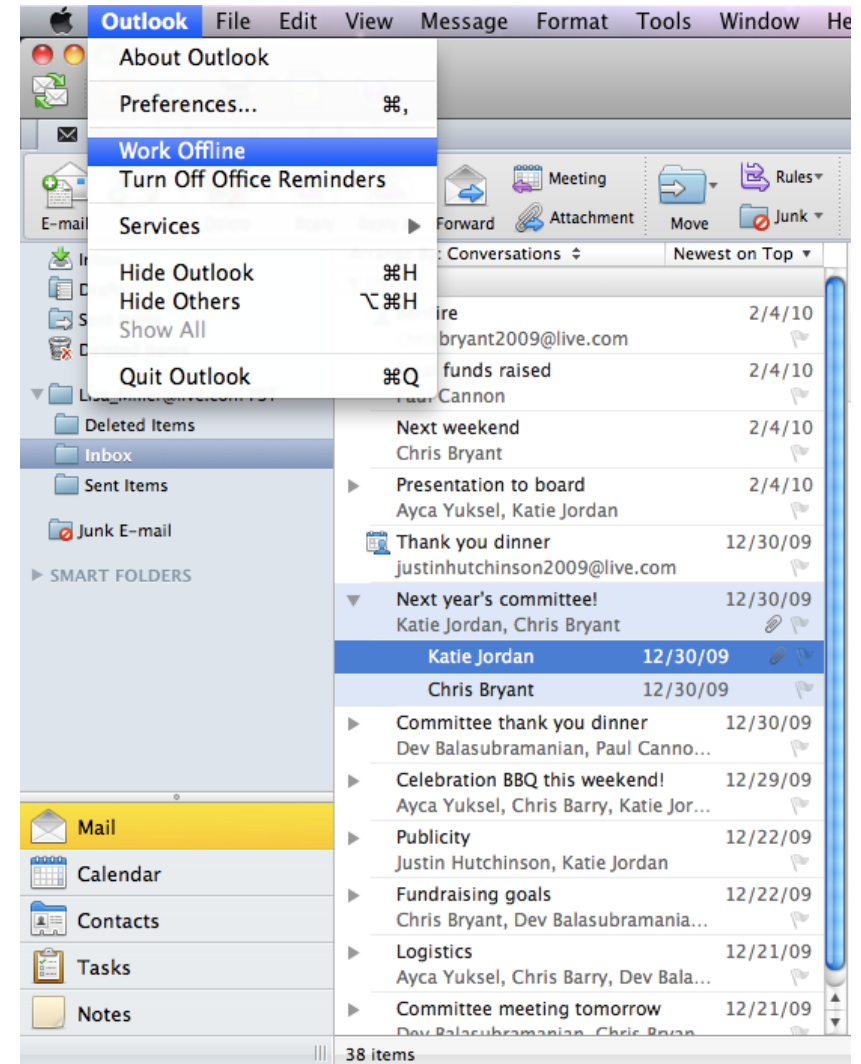 Outlook File Edit View Message Format Tools Window He
About Outlook
Preferences... ⌘,
Work Offline
Turn Off Office Reminders
Services
Hide Outlook ⌘H
Hide Others ⌥⌘H
Show All
Quit Outlook ⌘Q
E-mail Forward Meeting Attachment Move Rules Junk
: Conversations Newest on Top
ire 2/4/10
bryant2009@live.com
funds raised 2/4/10
Paul Cannon
Next weekend 2/4/10
Chris Bryant
Presentation to board 2/4/10
Ayca Yuksel, Katie Jordan
Thank you dinner 12/30/09
justinhutchinson2009@live.com
Next year's committee! 12/30/09
Katie Jordan, Chris Bryant
Katie Jordan 12/30/09
Chris Bryant 12/30/09
Committee thank you dinner 12/30/09
Dev Balasubramanian, Paul Canno...
Celebration BBQ this weekend! 12/29/09
Ayca Yuksel, Chris Barry, Katie Jor...
Publicity 12/22/09
Justin Hutchinson, Katie Jordan
Fundraising goals 12/22/09
Chris Bryant, Dev Balasubramania...
Logistics 12/21/09
Ayca Yuksel, Chris Barry, Dev Bala...
Committee meeting tomorrow 12/21/09
Dev Balasubramanian, Chris Bryan
Deleted Items
Inbox
Sent Items
Junk E-mail
SMART FOLDERS
Mail
Calendar
Contacts
Tasks
Notes
38 items